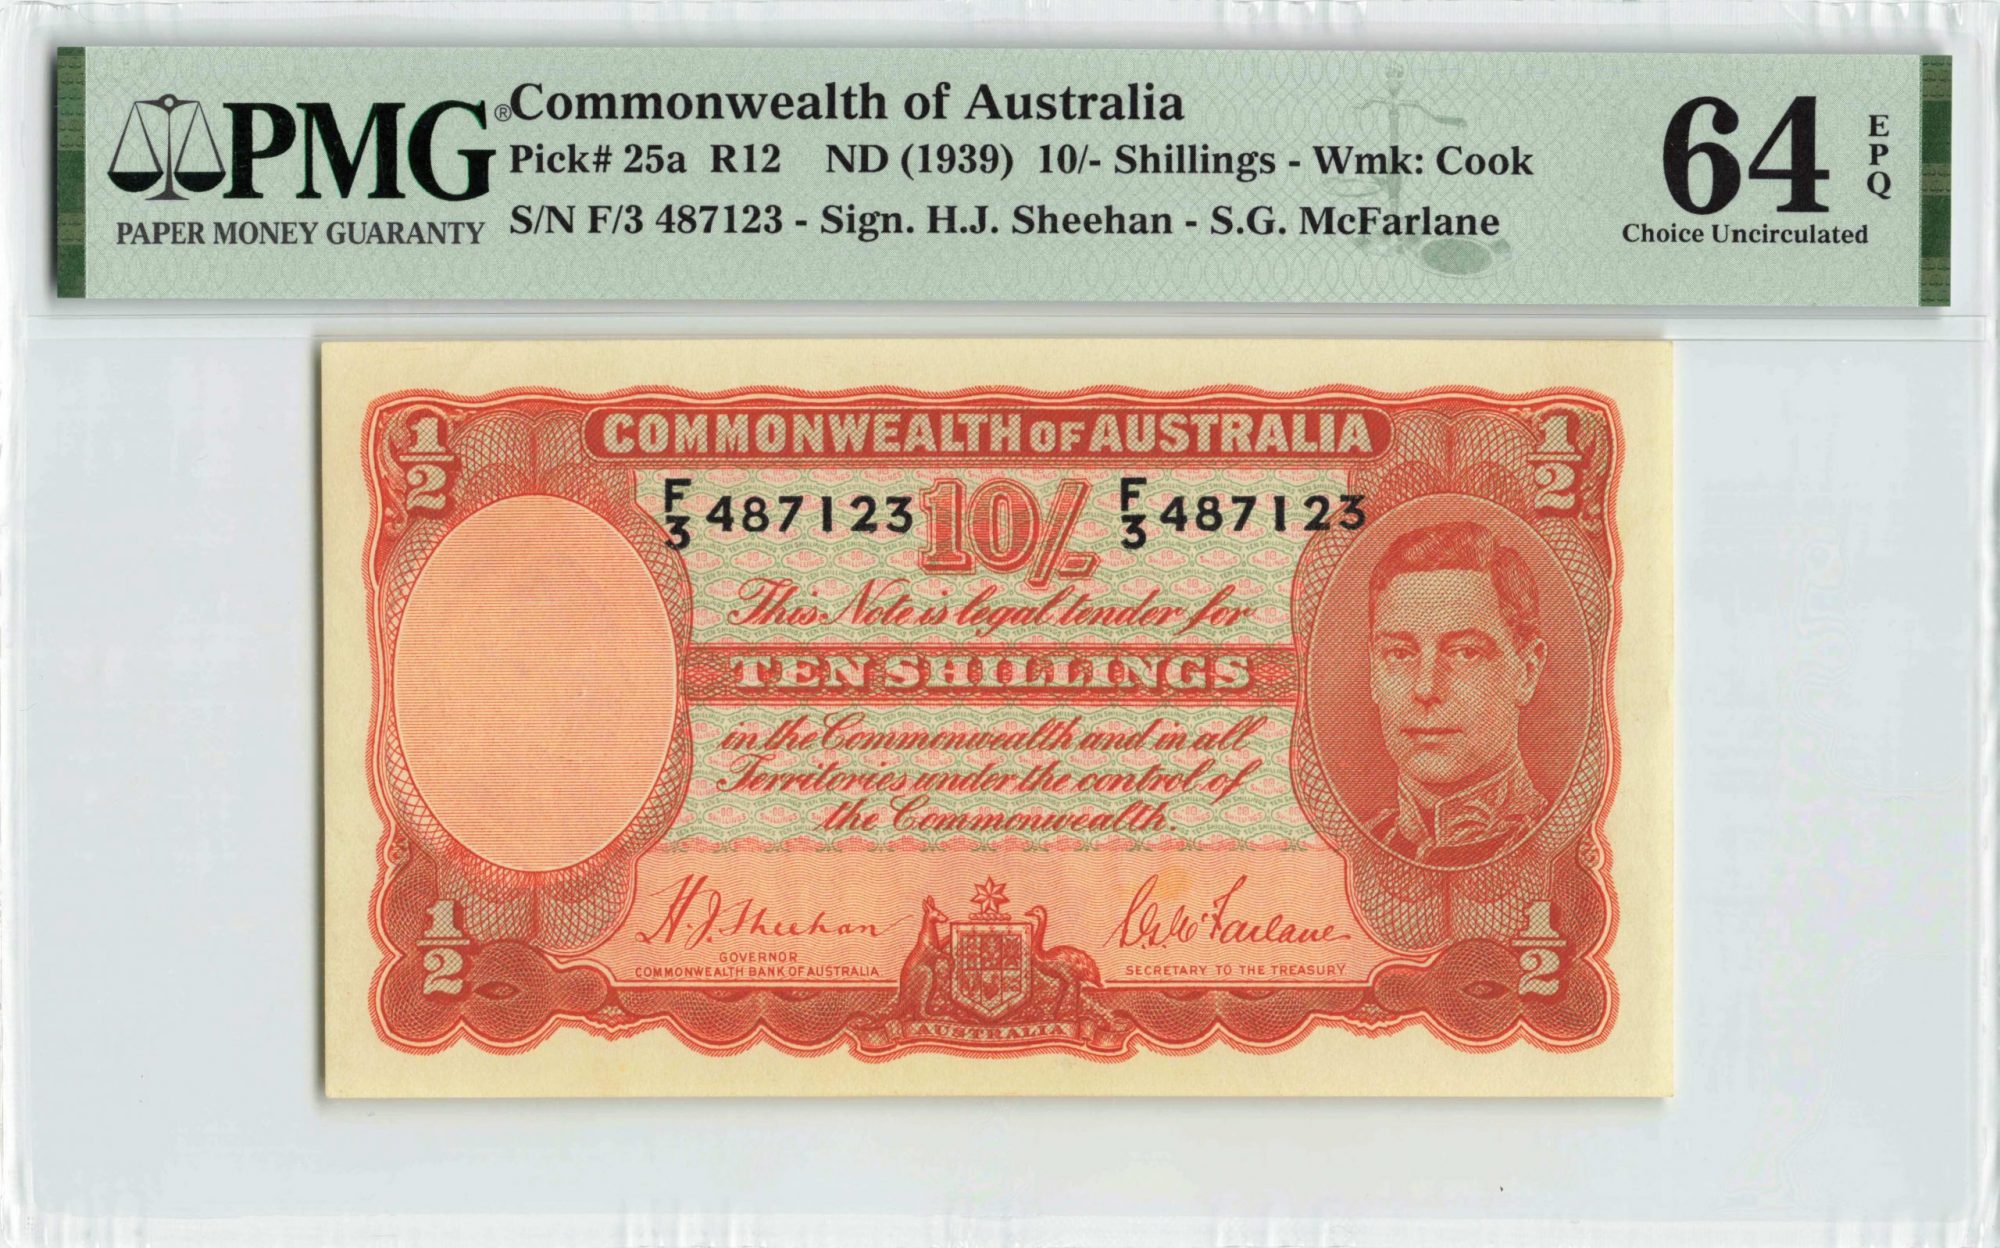 PMG®
PAPER MONEY GUARANTY
Commonwealth of Australia
Pick# 25a R12 ND (1939) 10/- Shillings - Wmk: Cook
S/N F/3 487123 - Sign. H.J. Sheehan - S.G. McFarlane
64 EPQ
Choice Uncirculated
1/2 COMMONWEALTH OF AUSTRALIA 1/2
F/3 487123 10/- F/3 487123
This Note is legal tender for
TEN SHILLINGS
in the Commonwealth and in all
Territories under the control of
the Commonwealth.
H.J. Sheehan S.G. McFarlane
GOVERNOR
COMMONWEALTH BANK OF AUSTRALIA SECRETARY TO THE TREASURY.
1/2 AUSTRALIA 1/2